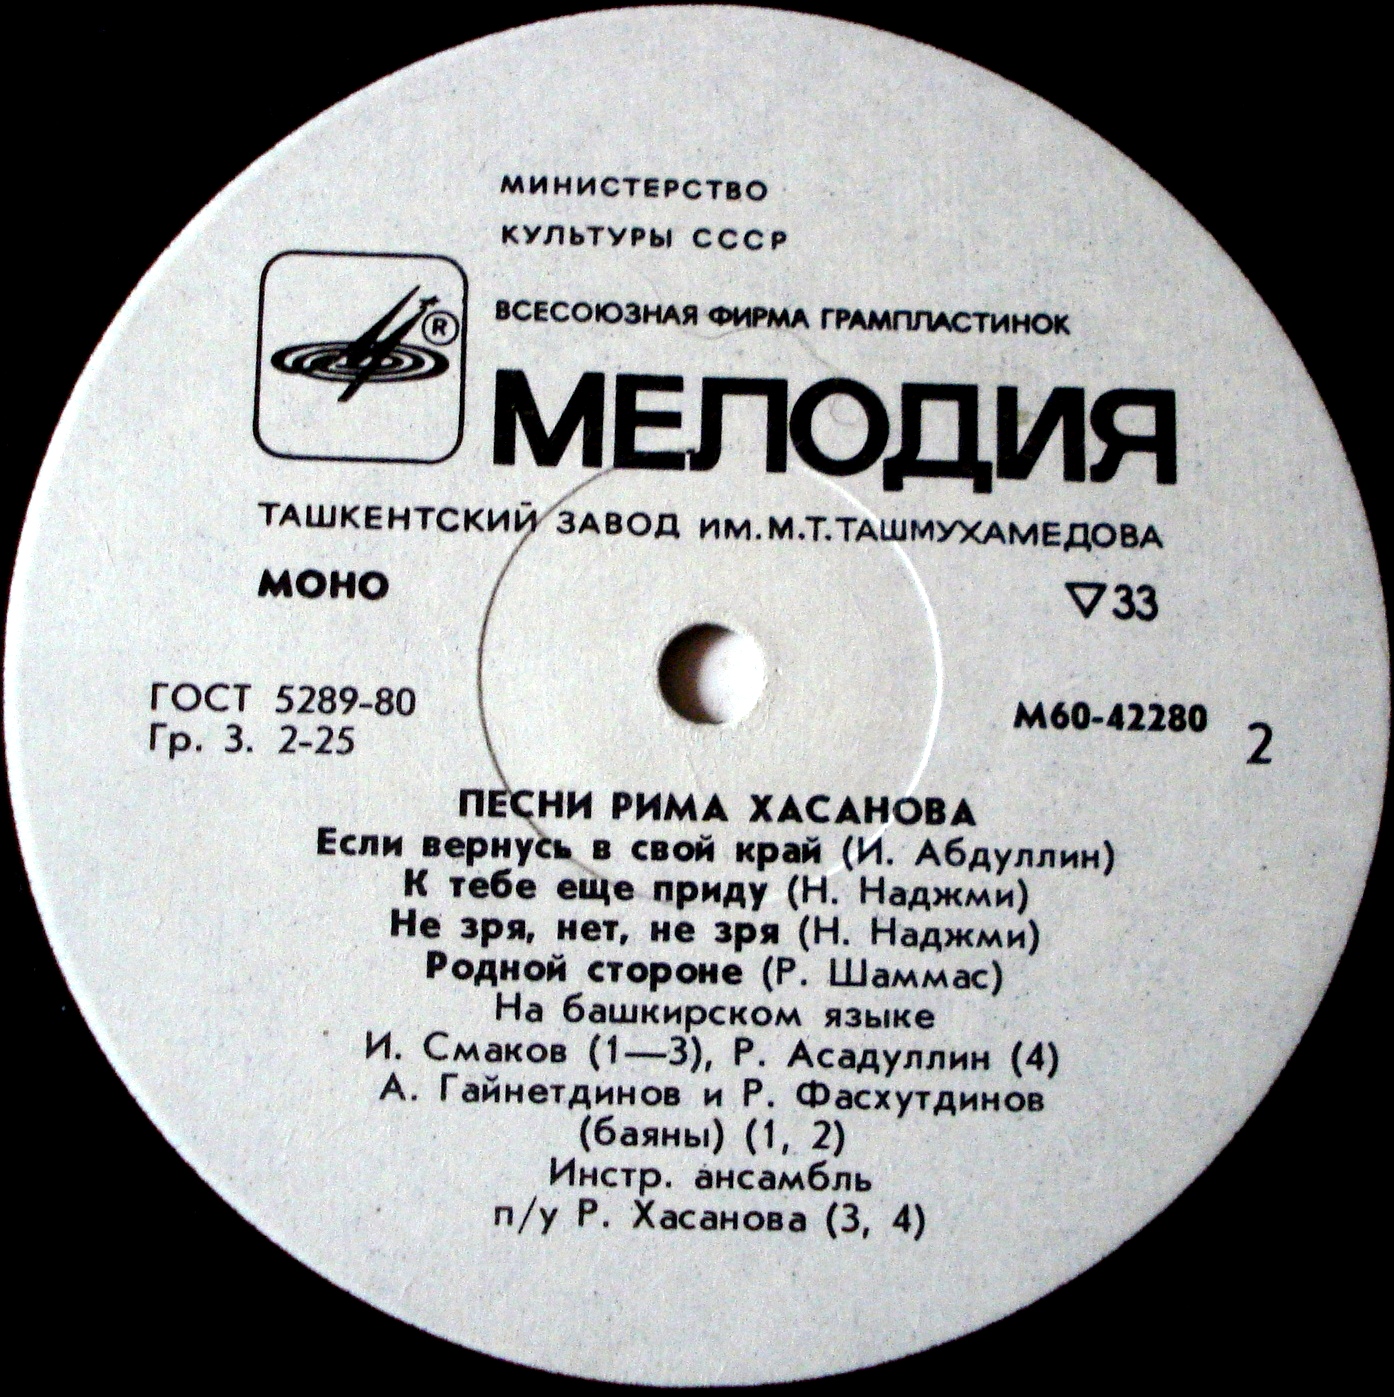 МИНИСТЕРСТВО
КУЛЬТУРЫ СССР
ВСЕСОЮЗНАЯ ФИРМА ГРАМПЛАСТИНОК
®
МЕЛОДИЯ
ТАШКЕНТСКИЙ ЗАВОД ИМ.М.Т.ТАШМУХАМЕДОВА
МОНО
▽33
ГОСТ 5289-80
Гр. 3. 2-25
М60-42280
2
ПЕСНИ РИМА ХАСАНОВА
Если вернусь в свой край (И. Абдуллин)
К тебе еще приду (Н. Наджми)
Не зря, нет, не зря (Н. Наджми)
Родной стороне (Р. Шаммас)
На башкирском языке
И. Смаков (1—3), Р. Асадуллин (4)
А. Гайнетдинов и Р. Фасхутдинов
(баяны) (1, 2)
Инстр. ансамбль
п/у Р. Хасанова (3, 4)